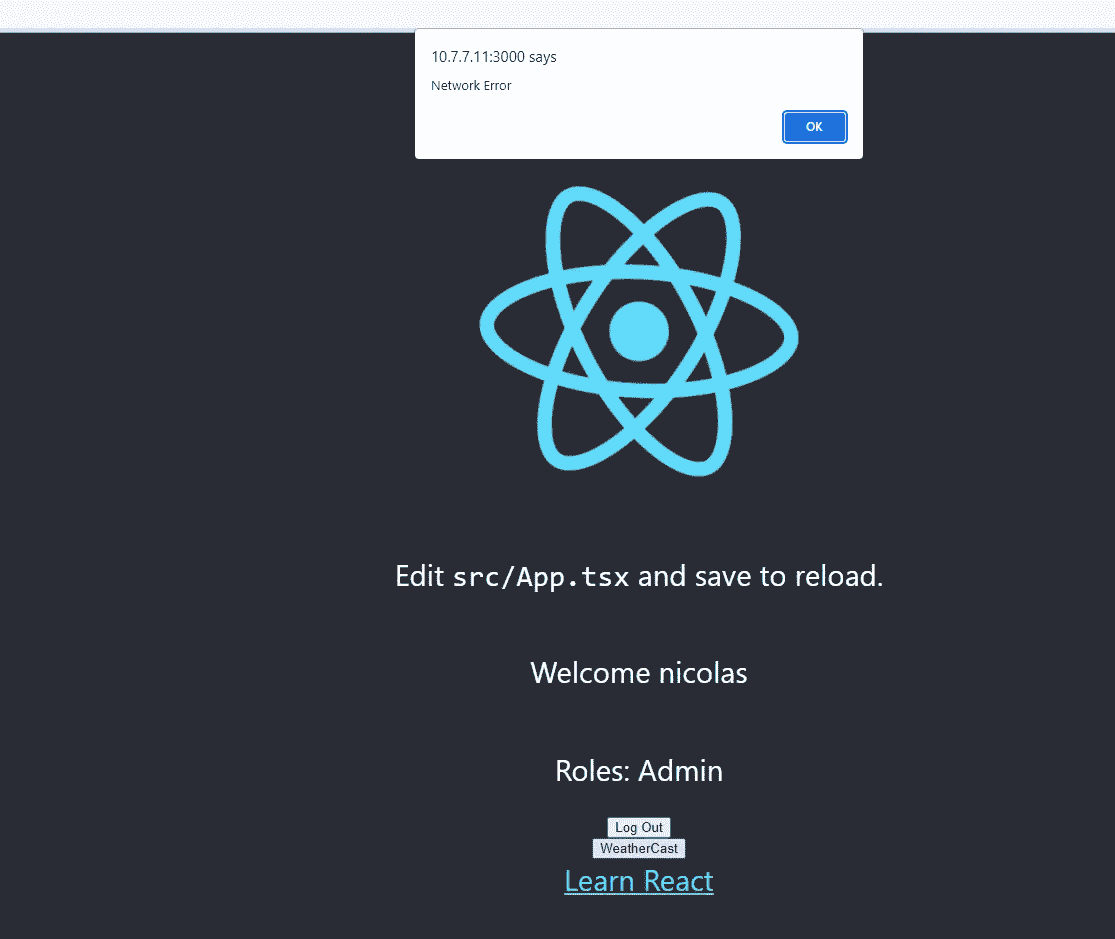 10.7.7.11:3000 says
Network Error
OK
Edit src/App.tsx and save to reload.
Welcome nicolas
Roles: Admin
Log Out
WeatherCast
Learn React